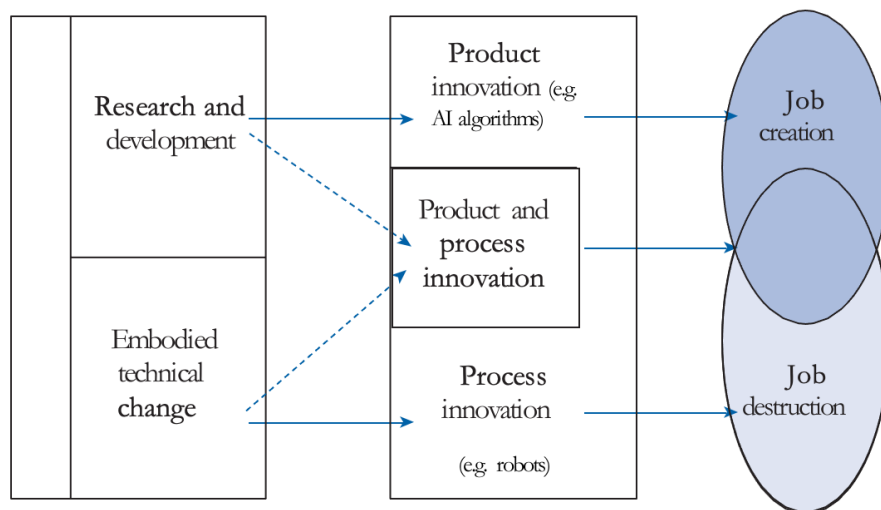 Research and
development
Embodied
technical
change
Product
innovation (e.g.
AI algorithms)
Product and
process
innovation
Process
innovation
(e.g. robots)
Job
creation
Job
destruction